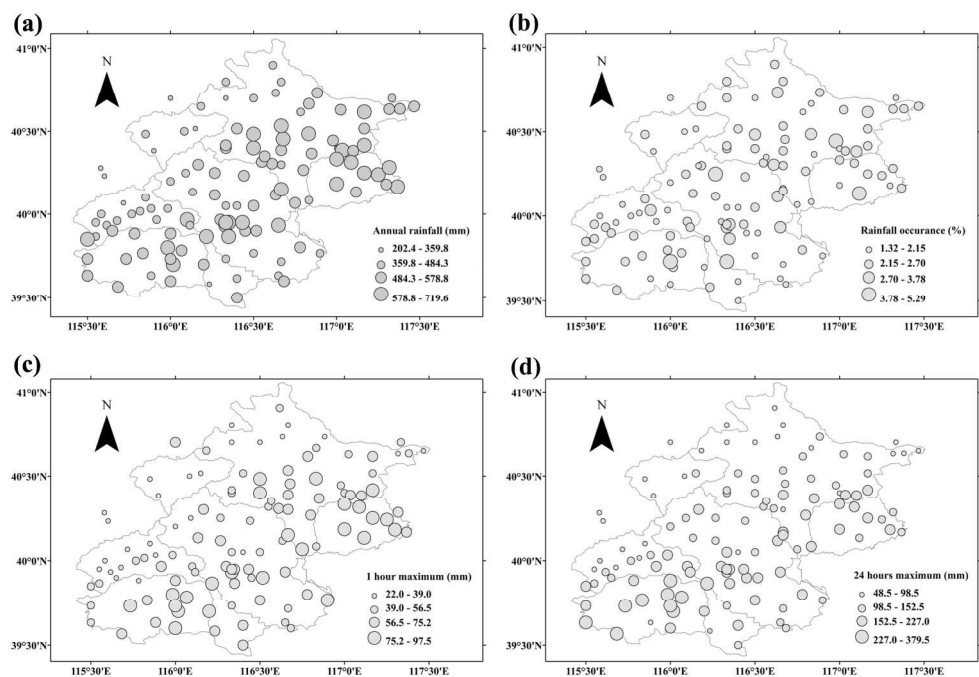 (a)
41°0'N
40°30'N
40°0'N
39°30'N
N
Annual rainfall (mm)
202.4 - 359.8
359.8 - 484.3
484.3 - 578.8
578.8 - 719.6
115°30'E 116°0'E 116°30'E 117°0'E 117°30'E
(b)
41°0'N
40°30'N
40°0'N
39°30'N
N
Rainfall occurance (%)
1.32 - 2.15
2.15 - 2.70
2.70 - 3.78
3.78 - 5.29
115°30'E 116°0'E 116°30'E 117°0'E 117°30'E
(c)
41°0'N
40°30'N
40°0'N
39°30'N
N
1 hour maximum (mm)
22.0 - 39.0
39.0 - 56.5
56.5 - 75.2
75.2 - 97.5
115°30'E 116°0'E 116°30'E 117°0'E 117°30'E
(d)
41°0'N
40°30'N
40°0'N
39°30'N
N
24 hours maximum (mm)
48.5 - 98.5
98.5 - 152.5
152.5 - 227.0
227.0 - 379.5
115°30'E 116°0'E 116°30'E 117°0'E 117°30'E